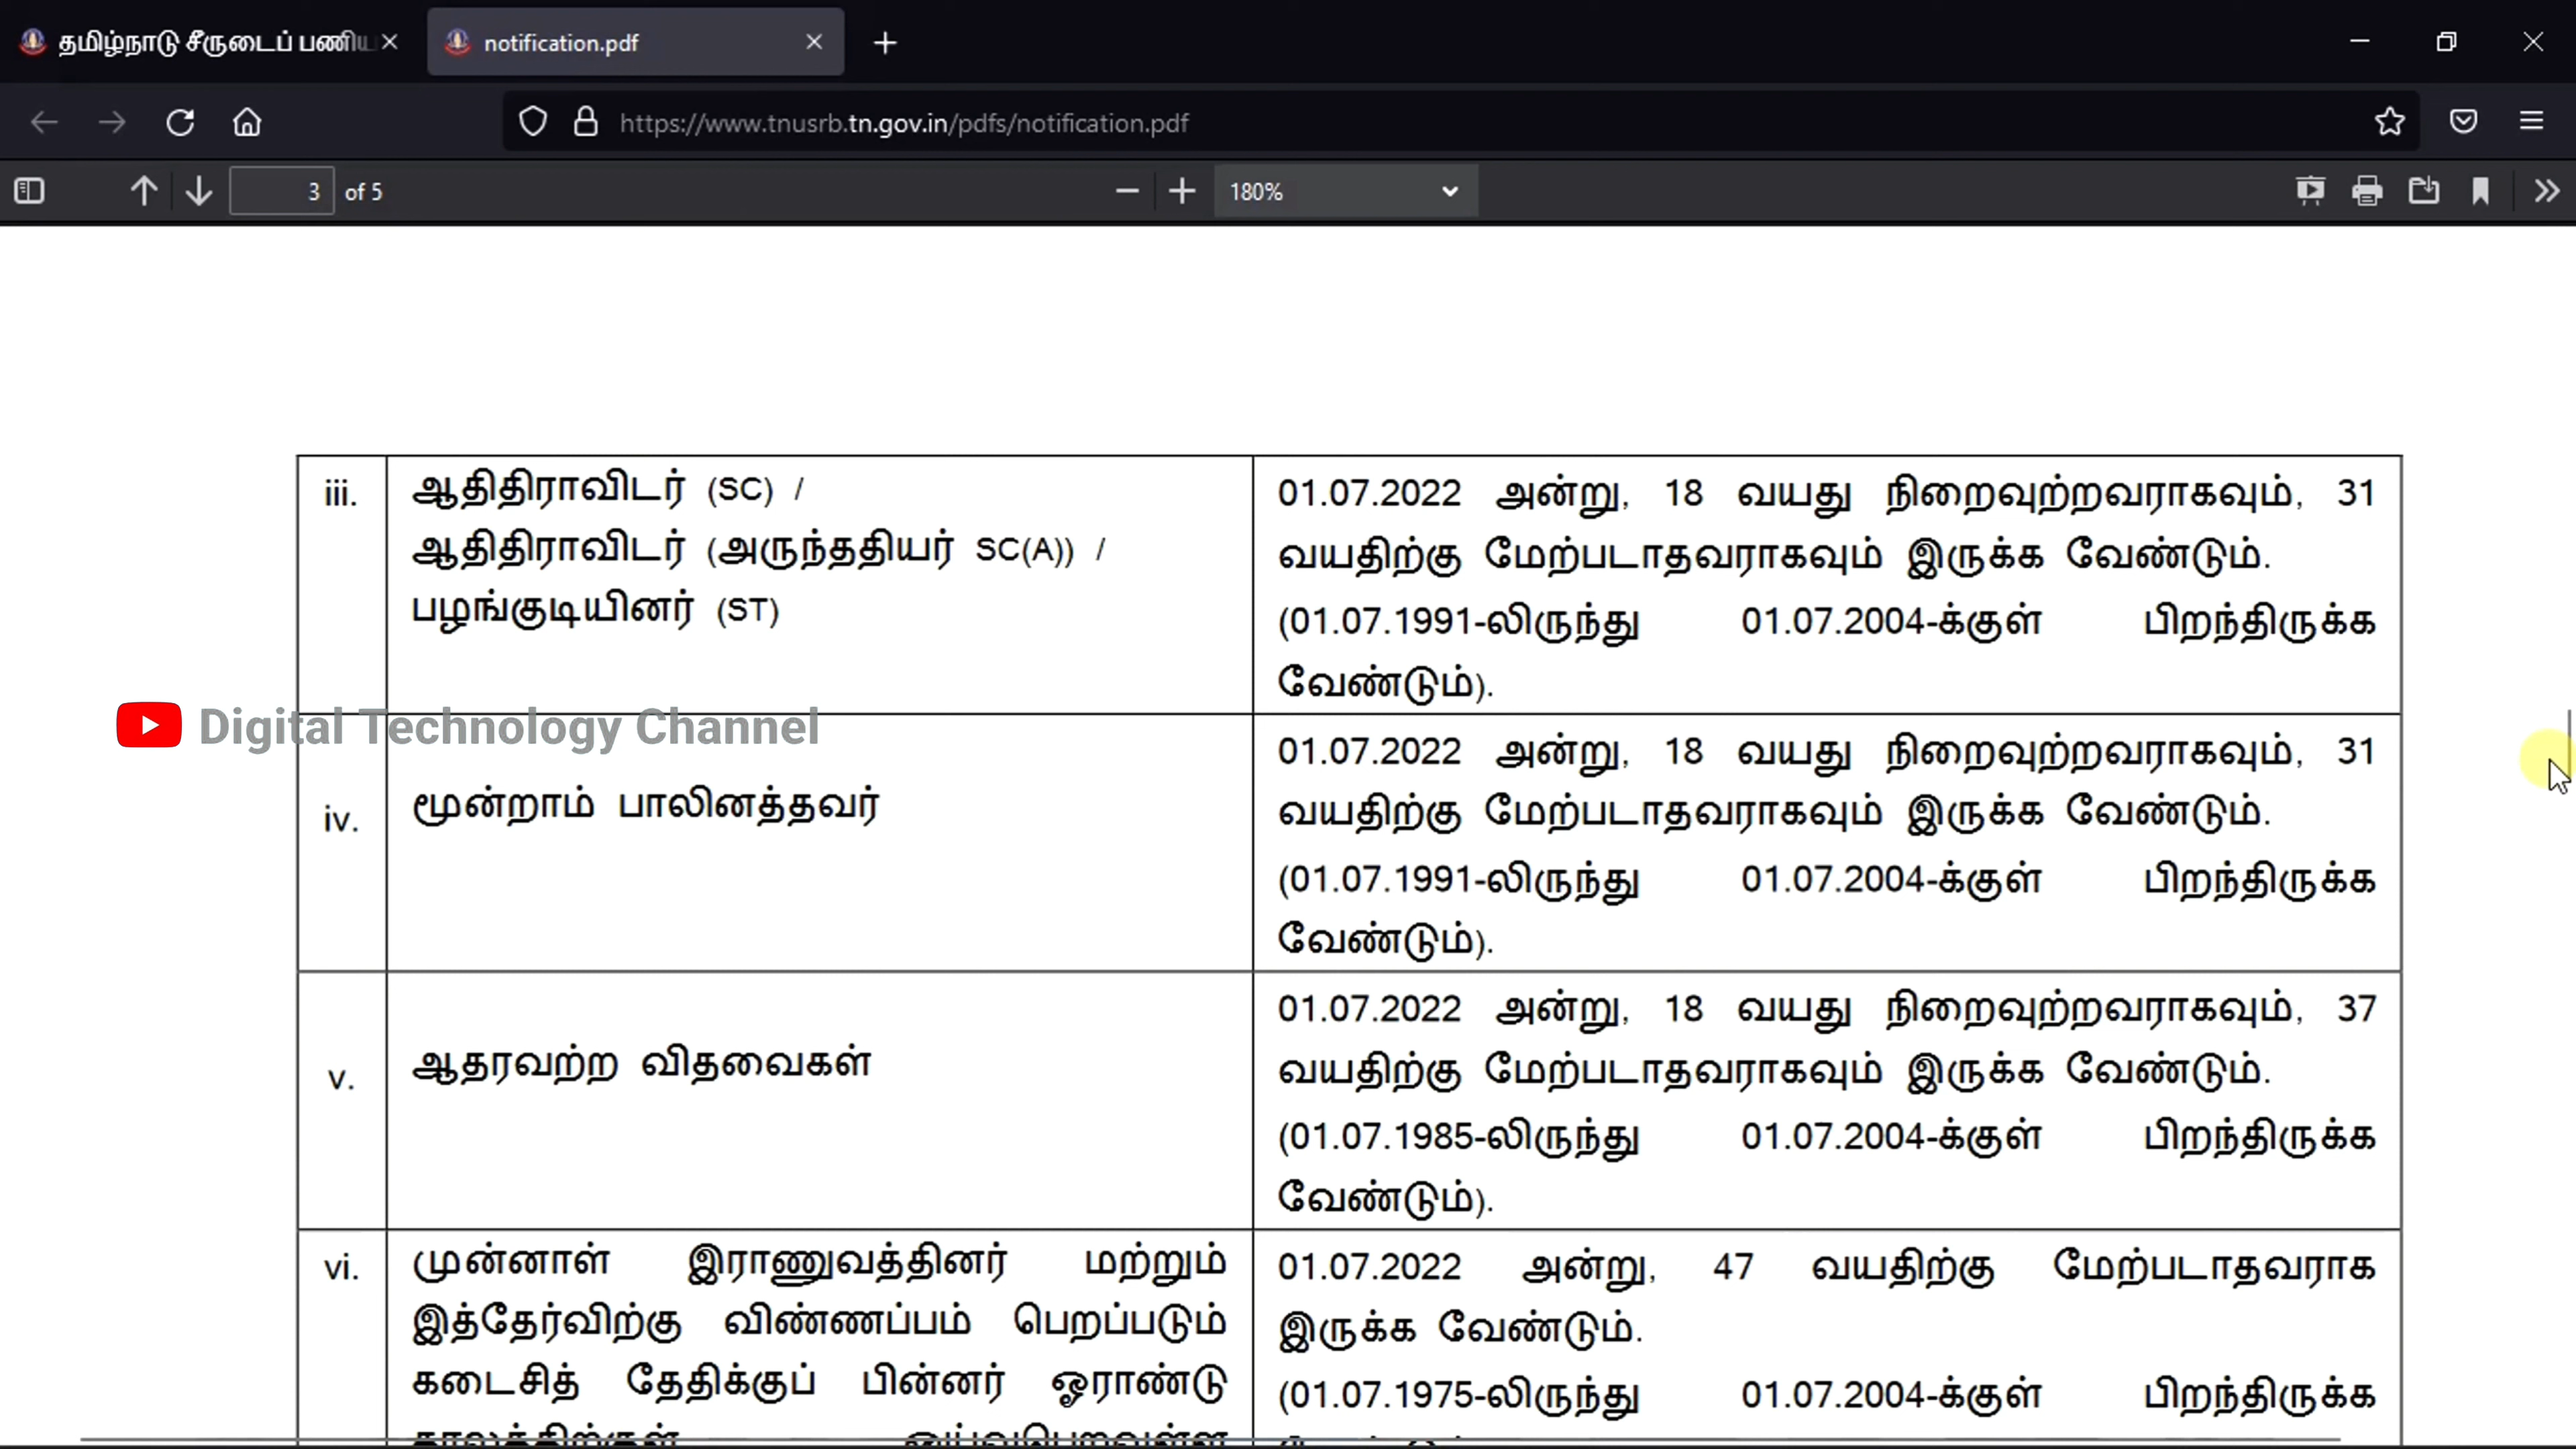 தமிழ்நாடு சீருடைப் பணிய
notification.pdf
https://www.tnusrb.tn.gov.in/pdfs/notification.pdf
3 of 5
180%
iii.
ஆதிதிராவிடர் (SC) /
ஆதிதிராவிடர் (அருந்ததியர் SC(A)) /
பழங்குடியினர் (ST)
01.07.2022 அன்று, 18 வயது நிறைவுற்றவராகவும், 31
வயதிற்கு மேற்படாதவராகவும் இருக்க வேண்டும்.
(01.07.1991-லிருந்து 01.07.2004-க்குள் பிறந்திருக்க
வேண்டும்).
Digital Technology Channel
iv.
மூன்றாம் பாலினத்தவர்
01.07.2022 அன்று, 18 வயது நிறைவுற்றவராகவும், 31
வயதிற்கு மேற்படாதவராகவும் இருக்க வேண்டும்.
(01.07.1991-லிருந்து 01.07.2004-க்குள் பிறந்திருக்க
வேண்டும்).
v.
ஆதரவற்ற விதவைகள்
01.07.2022 அன்று, 18 வயது நிறைவுற்றவராகவும், 37
வயதிற்கு மேற்படாதவராகவும் இருக்க வேண்டும்.
(01.07.1985-லிருந்து 01.07.2004-க்குள் பிறந்திருக்க
வேண்டும்).
vi.
முன்னாள் இராணுவத்தினர் மற்றும்
இத்தேர்விற்கு விண்ணப்பம் பெறப்படும்
கடைசித் தேதிக்குப் பின்னர் ஓராண்டு
01.07.2022 அன்று, 47 வயதிற்கு மேற்படாதவராக
இருக்க வேண்டும்.
(01.07.1975-லிருந்து 01.07.2004-க்குள் பிறந்திருக்க